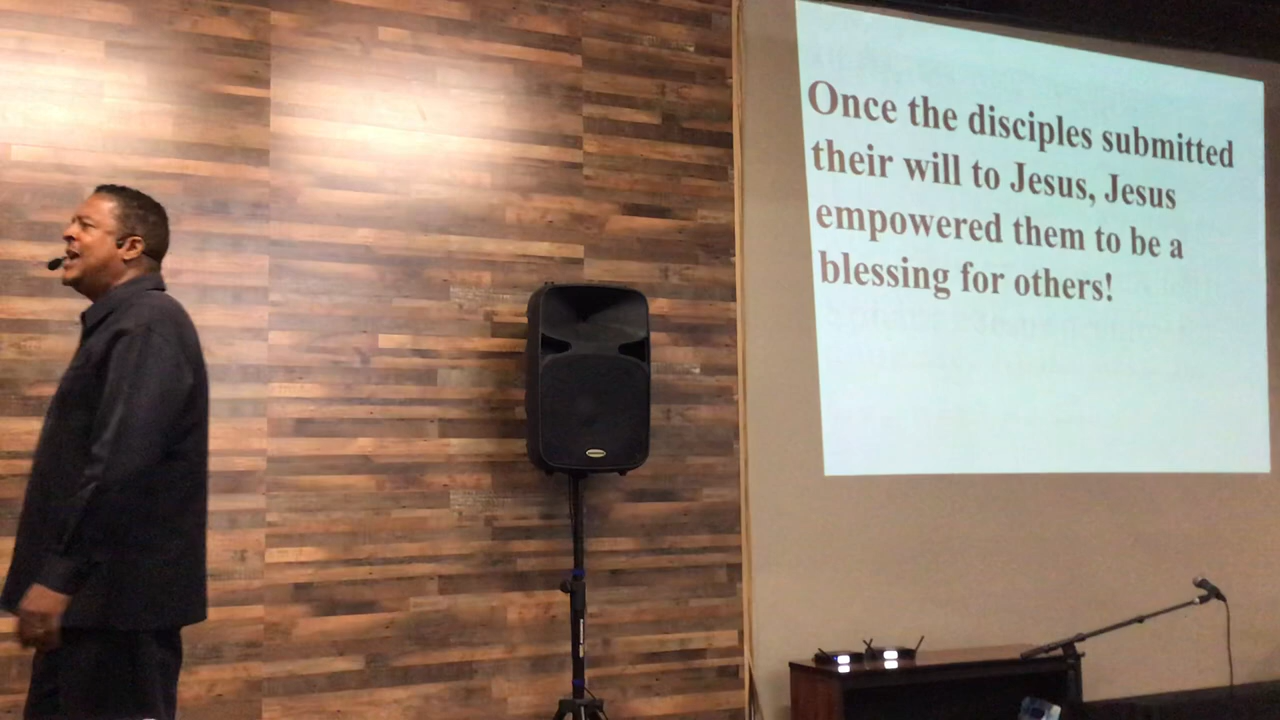 Once the disciples submitted
their will to Jesus, Jesus
empowered them to be a
blessing for others!